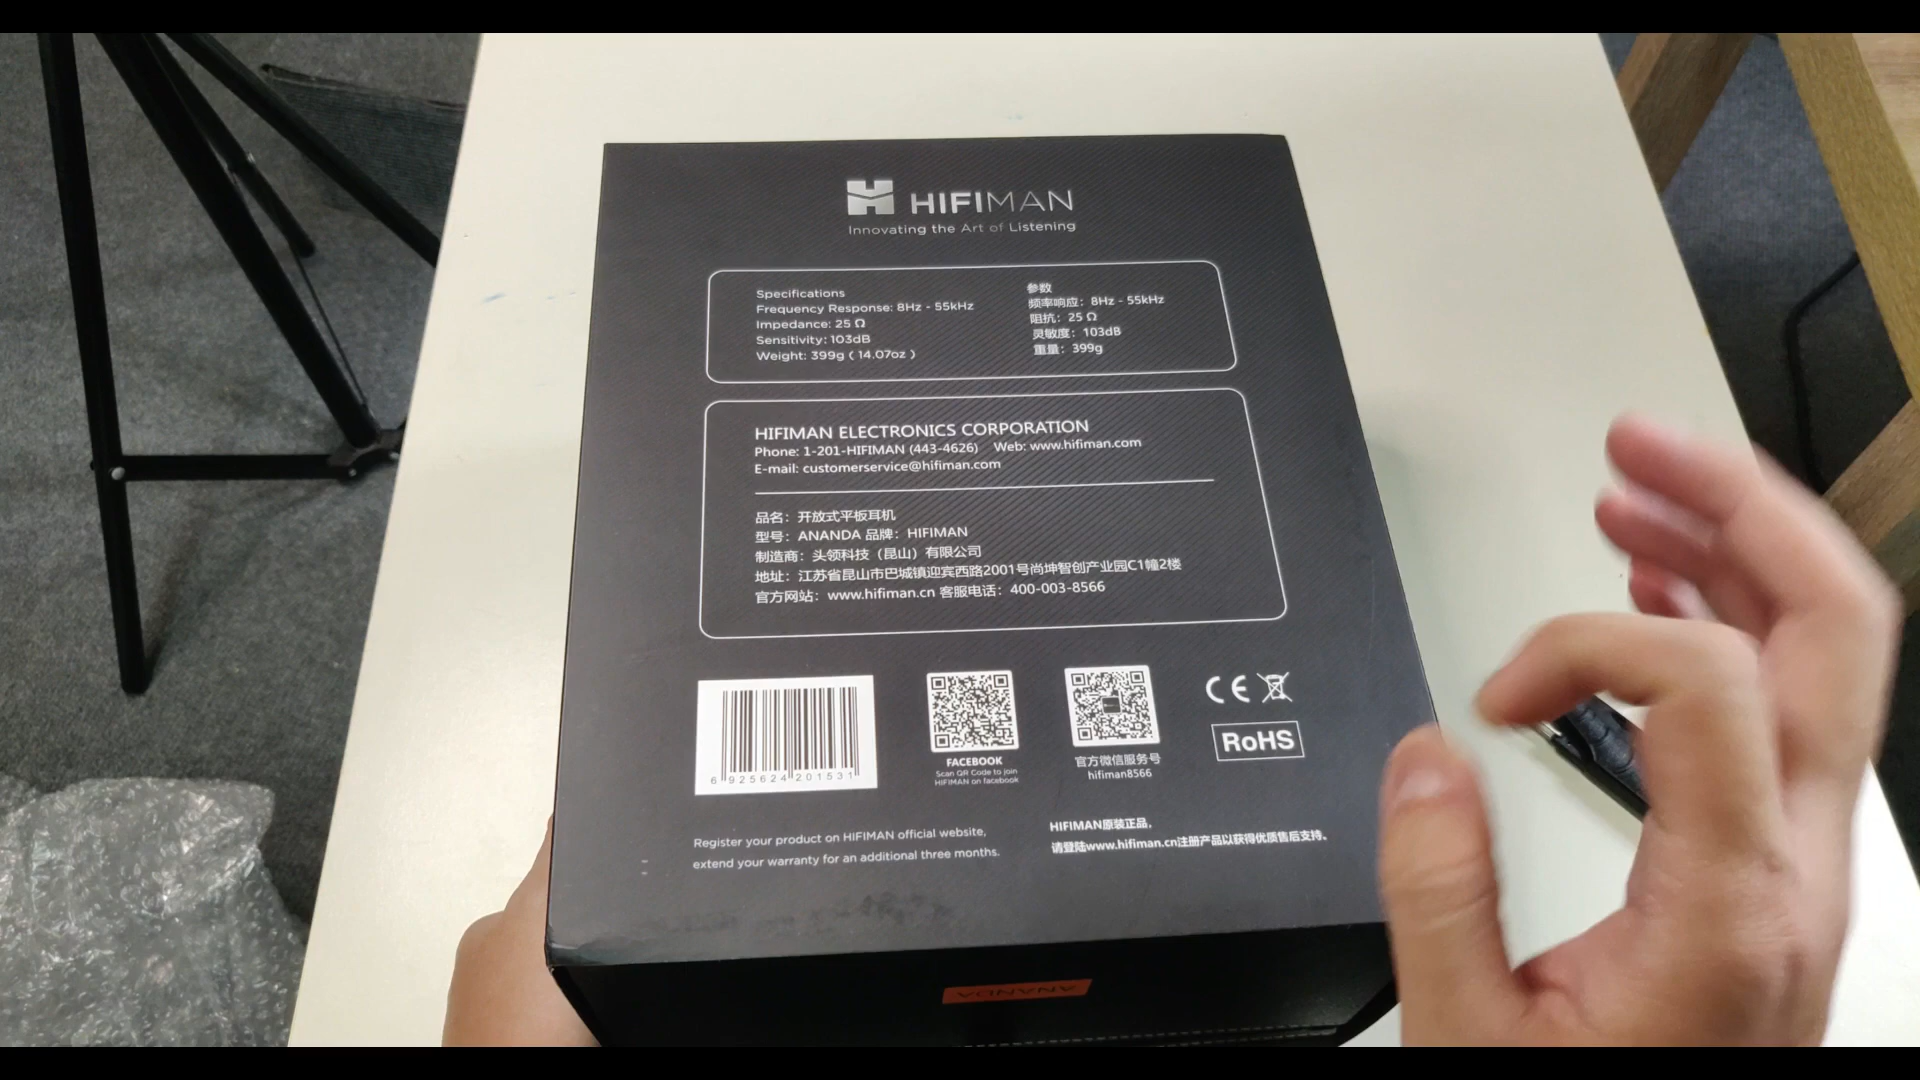 HIFIMAN
Innovating the Art of Listening
Specifications
Frequency Response: 8Hz - 55kHz
Impedance: 25 Ω
Sensitivity: 103dB
Weight: 399g ( 14.07oz )
参数
频率响应：8Hz - 55kHz
阻抗：25 Ω
灵敏度：103dB
重量：399g
HIFIMAN ELECTRONICS CORPORATION
Phone: 1-201-HIFIMAN (443-4626) Web: www.hifiman.com
E-mail: customerservice@hifiman.com
品名：开放式平板耳机
型号：ANANDA 品牌：HIFIMAN
制造商：头领科技（昆山）有限公司
地址：江苏省昆山市巴城镇迎宾西路2001号尚坤智创产业园C1幢2楼
官方网站：www.hifiman.cn 客服电话：400-003-8566
6 925624 201531
FACEBOOK
Scan QR Code to join
HIFIMAN on facebook
官方微信服务号
hifiman8566
CE
RoHS
Register your product on HIFIMAN official website,
extend your warranty for an additional three months.
HIFIMAN原装正品，
请登陆www.hifiman.cn注册产品以获得优质售后支持。
ANANDA